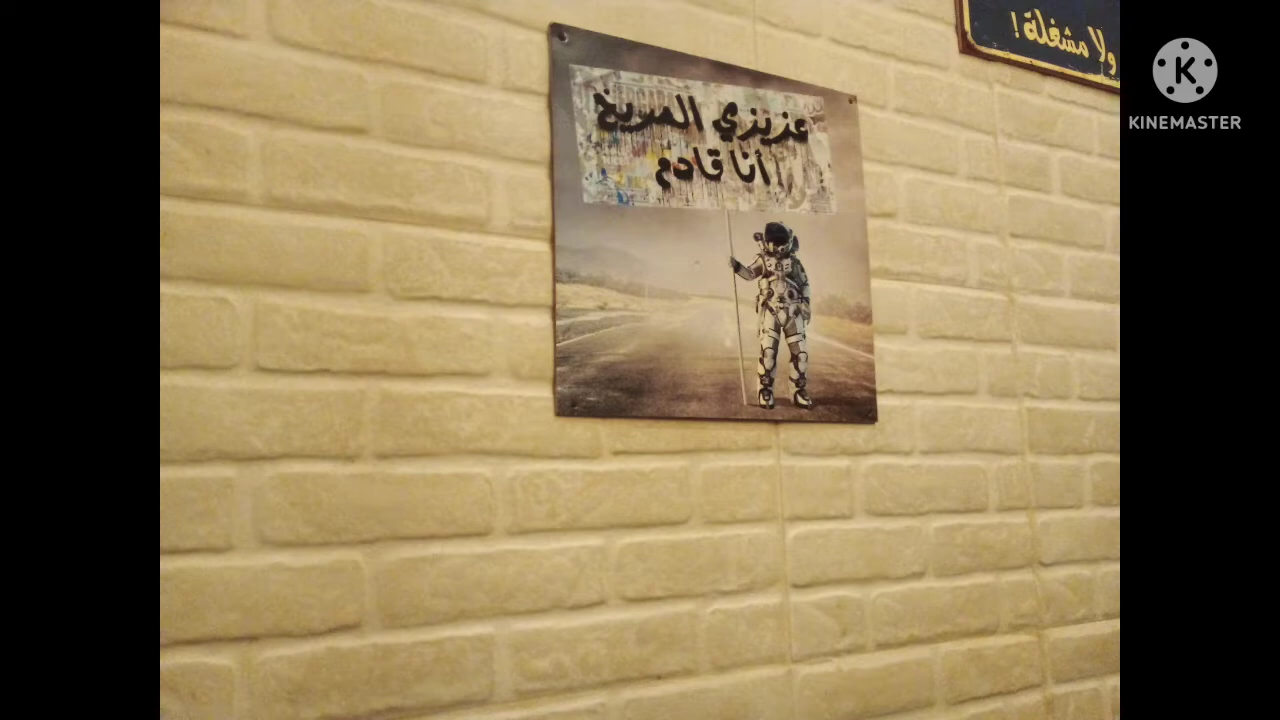 عزيزي المريخ
أنا قادم
ولا مشغلة !
KINEMASTER